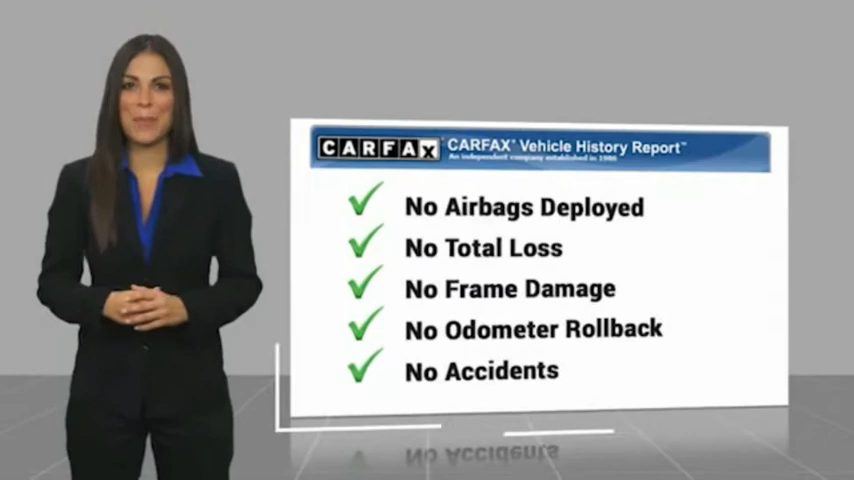 CARFAX CARFAX® Vehicle History Report™
An independent company established in 1986
No Airbags Deployed
No Total Loss
No Frame Damage
No Odometer Rollback
No Accidents
No Accidents